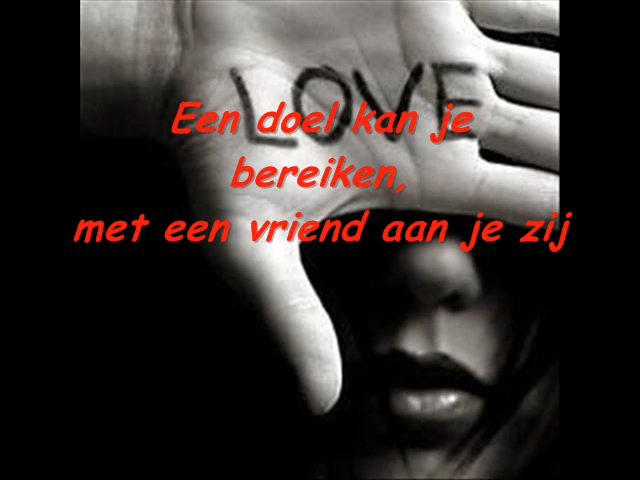 LOVE
Een doel kan je
bereiken,
met een vriend aan je zij